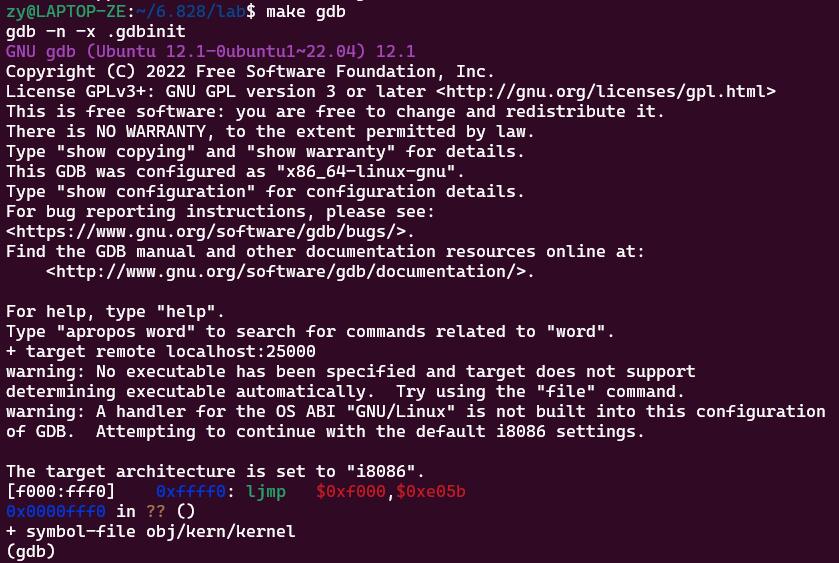 zy@LAPTOP-ZE:~/6.828/lab$ make gdb
gdb -n -x .gdbinit
GNU gdb (Ubuntu 12.1-0ubuntu1~22.04) 12.1
Copyright (C) 2022 Free Software Foundation, Inc.
License GPLv3+: GNU GPL version 3 or later <http://gnu.org/licenses/gpl.html>
This is free software: you are free to change and redistribute it.
There is NO WARRANTY, to the extent permitted by law.
Type "show copying" and "show warranty" for details.
This GDB was configured as "x86_64-linux-gnu".
Type "show configuration" for configuration details.
For bug reporting instructions, please see:
<https://www.gnu.org/software/gdb/bugs/>.
Find the GDB manual and other documentation resources online at:
    <http://www.gnu.org/software/gdb/documentation/>.

For help, type "help".
Type "apropos word" to search for commands related to "word".
+ target remote localhost:25000
warning: No executable has been specified and target does not support
determining executable automatically.  Try using the "file" command.
warning: A handler for the OS ABI "GNU/Linux" is not built into this configuration
of GDB.  Attempting to continue with the default i8086 settings.

The target architecture is set to "i8086".
[f000:fff0]    0xffff0: ljmp   $0xf000,$0xe05b
0x0000fff0 in ?? ()
+ symbol-file obj/kern/kernel
(gdb)